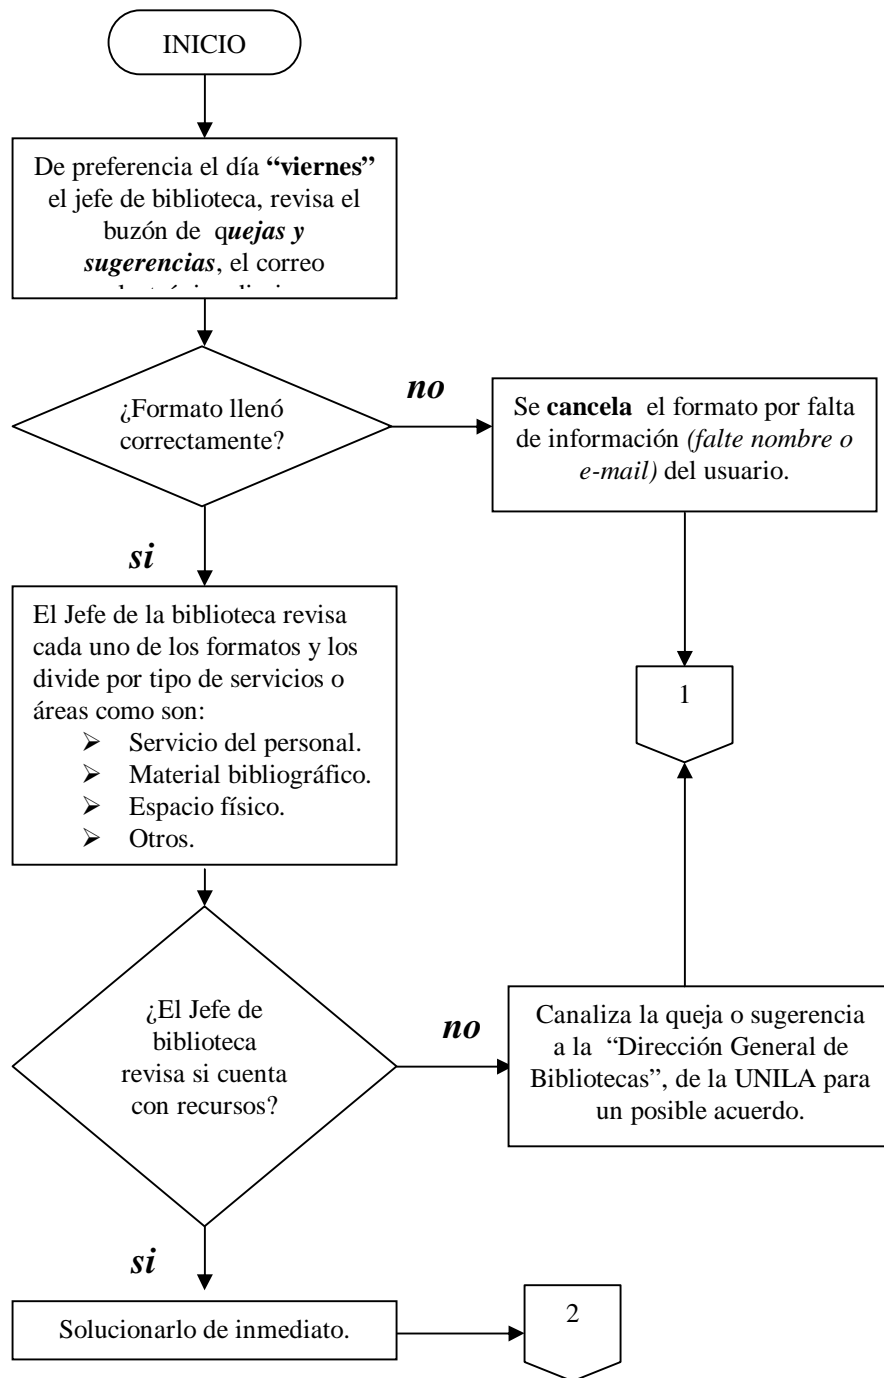 INICIO
De preferencia el día “viernes”
el jefe de biblioteca, revisa el
buzón de quejas y
sugerencias, el correo
¿Formato llenó
correctamente?
no
Se cancela el formato por falta
de información (falte nombre o
e-mail) del usuario.
si
El Jefe de la biblioteca revisa
cada uno de los formatos y los
divide por tipo de servicios o
áreas como son:
➢ Servicio del personal.
➢ Material bibliográfico.
➢ Espacio físico.
➢ Otros.
1
¿El Jefe de
biblioteca
revisa si cuenta
con recursos?
no
Canaliza la queja o sugerencia
a la “Dirección General de
Bibliotecas”, de la UNILA para
un posible acuerdo.
si
Solucionarlo de inmediato.
2